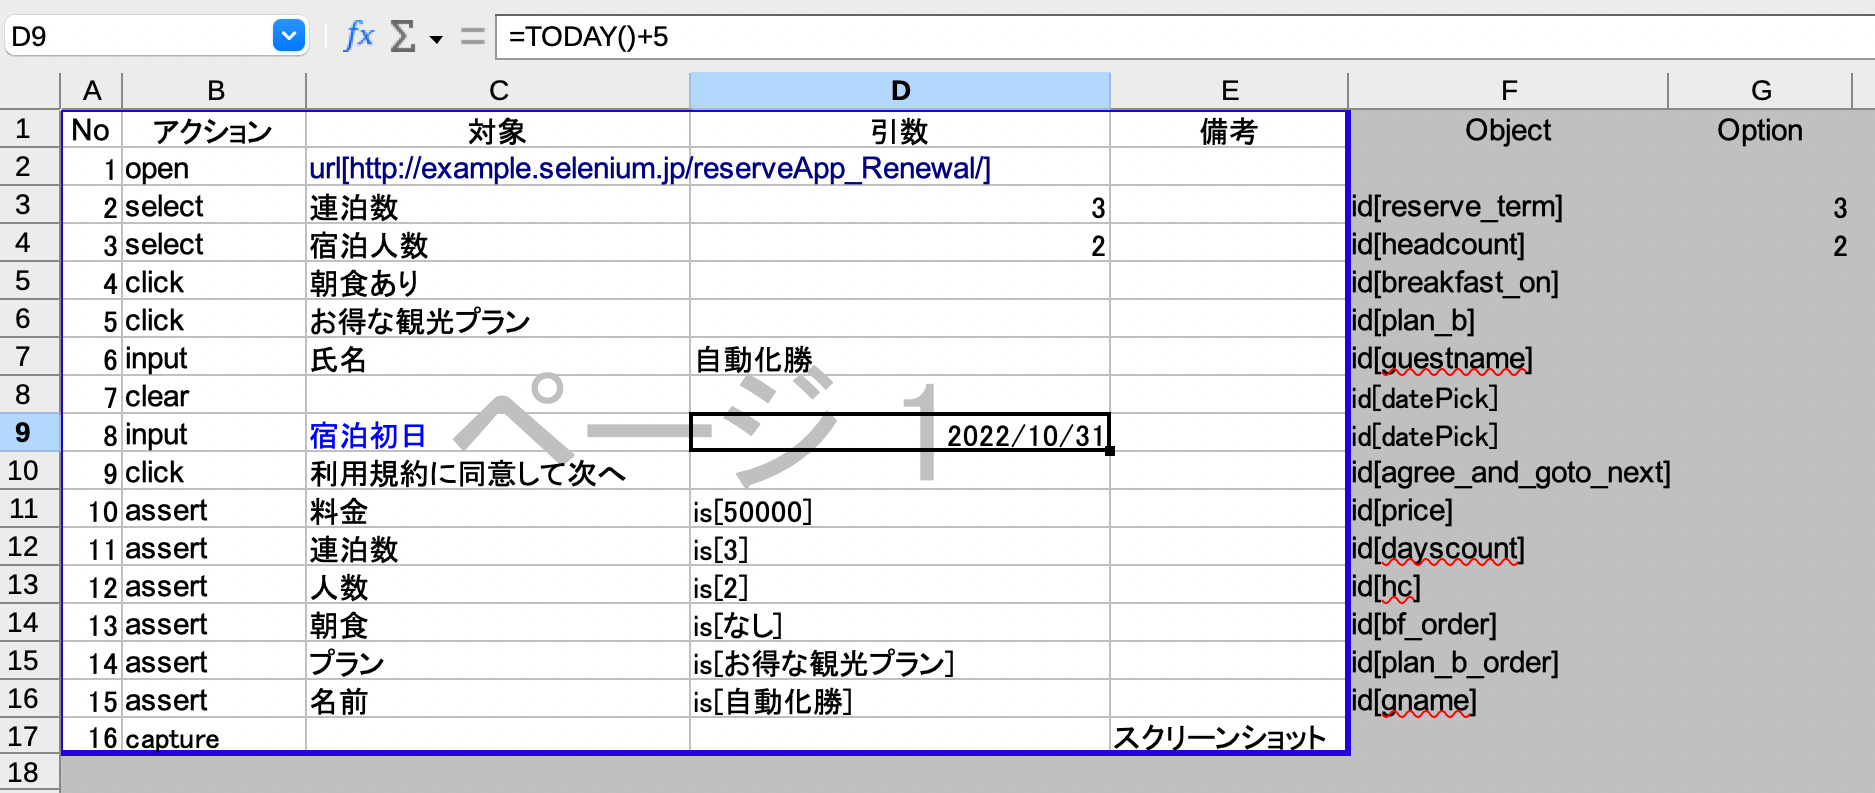 D9 fx Σ = =TODAY()+5
A B C D E F G
1 No アクション 対象 引数 備考 Object Option
2 1 open url[http://example.selenium.jp/reserveApp_Renewal/]
3 2 select 連泊数 3 id[reserve_term] 3
4 3 select 宿泊人数 2 id[headcount] 2
5 4 click 朝食あり id[breakfast_on]
6 5 click お得な観光プラン id[plan_b]
7 6 input 氏名 自動化勝 id[guestname]
8 7 clear id[datePick]
9 8 input 宿泊初日 2022/10/31 id[datePick]
10 9 click 利用規約に同意して次へ id[agree_and_goto_next]
11 10 assert 料金 is[50000] id[price]
12 11 assert 連泊数 is[3] id[dayscount]
13 12 assert 人数 is[2] id[hc]
14 13 assert 朝食 is[なし] id[bf_order]
15 14 assert プラン is[お得な観光プラン] id[plan_b_order]
16 15 assert 名前 is[自動化勝] id[gname]
17 16 capture スクリーンショット
18
ページ 1